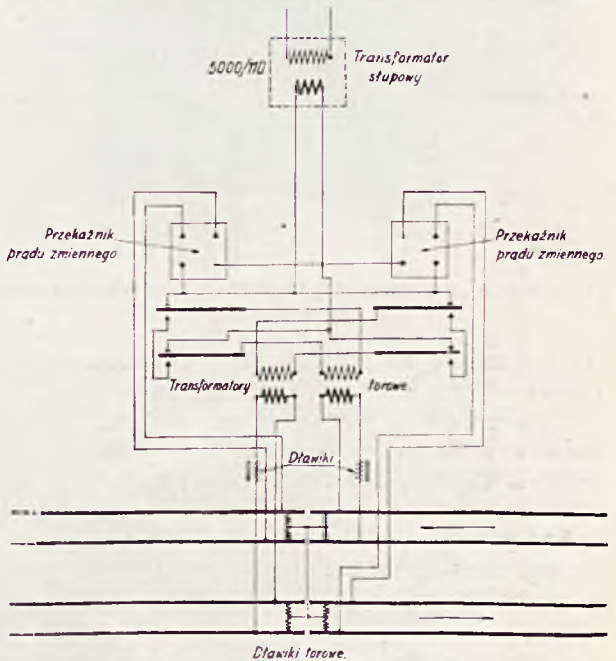 5000/110
Transformator
słupowy
Przekaźnik
prądu zmiennego
Przekaźnik
prądu zmiennego.
Transformatory
torowe.
Dławiki
Dławiki torowe.